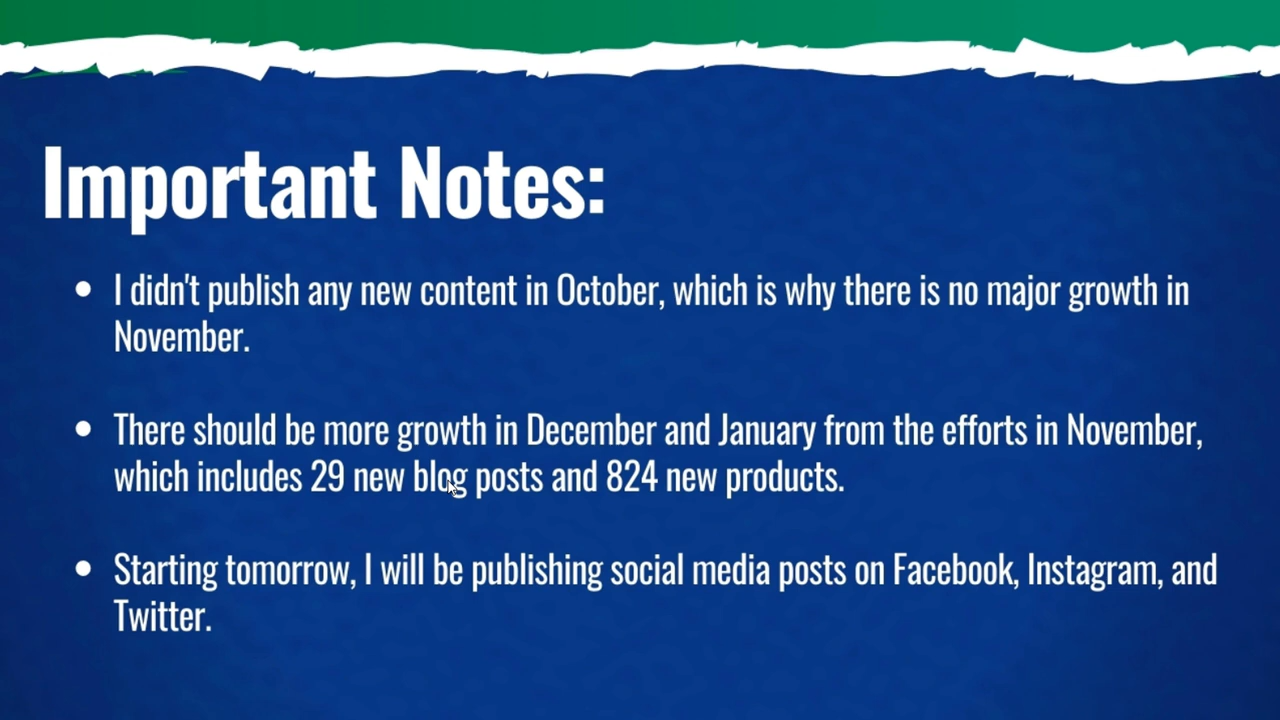 Important Notes:
• I didn't publish any new content in October, which is why there is no major growth in
November.
• There should be more growth in December and January from the efforts in November,
which includes 29 new blog posts and 824 new products.
• Starting tomorrow, I will be publishing social media posts on Facebook, Instagram, and
Twitter.